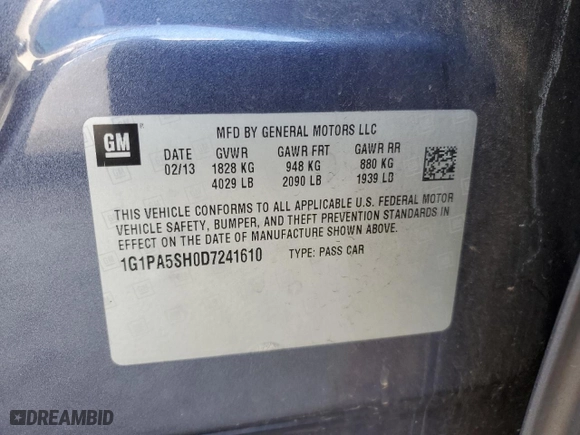 GM
MFD BY GENERAL MOTORS LLC
DATE GVWR GAWR FRT GAWR RR
02/13 1828 KG 948 KG 880 KG
4029 LB 2090 LB 1939 LB
THIS VEHICLE CONFORMS TO ALL APPLICABLE U.S. FEDERAL MOTOR
VEHICLE SAFETY, BUMPER, AND THEFT PREVENTION STANDARDS IN
EFFECT ON THE DATE OF MANUFACTURE SHOWN ABOVE.
1G1PA5SH0D7241610 TYPE: PASS CAR
DREAMBID